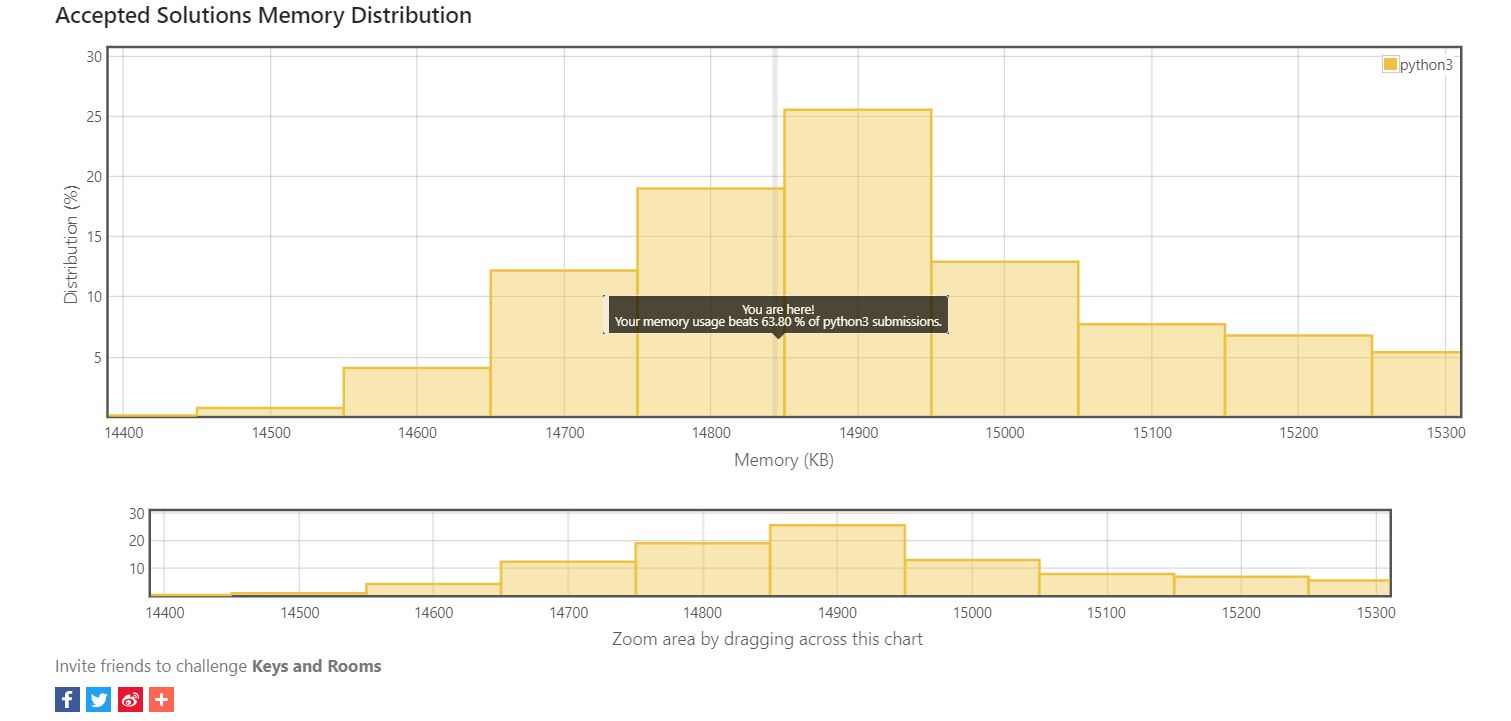 Accepted Solutions Memory Distribution
30
python3
25
20
15
10
5
Distribution (%)
You are here!
Your memory usage beats 63.80 % of python3 submissions.
14400 14500 14600 14700 14800 14900 15000 15100 15200 15300
Memory (KB)
30
20
10
14400 14500 14600 14700 14800 14900 15000 15100 15200 15300
Zoom area by dragging across this chart
Invite friends to challenge Keys and Rooms